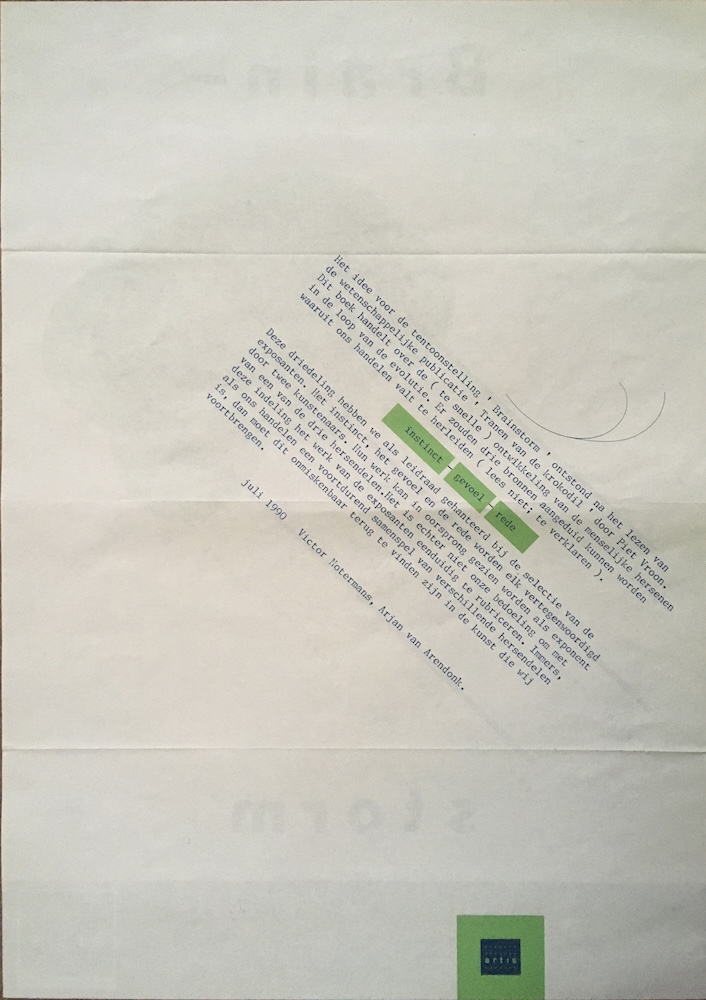 Brain-
Het idee voor de tentoonstelling ' Brainstorm ' ontstond na het lezen van
de wetenschappelijke publicatie ' Tranen van de krokodil ' door Piet Vroon.
Dit boek handelt over de ( te snelle ) ontwikkeling van de menselijke hersenen
in de loop van de evolutie. Er zouden drie bronnen aangeduid kunnen worden
waaruit ons handelen valt te herleiden ( lees niet; te verklaren ).
instinct - gevoel - rede
Deze driedeling hebben we als leidraad gehanteerd bij de selectie van de
exposanten. Het instinct, het gevoel en de rede worden elk vertegenwoordigd
door twee kunstenaars. Hun werk kan in oorsprong gezien worden als exponent
van een van de drie hersendelen.Het is echter niet onze bedoeling om met
deze indeling het werk van de exposanten eenduidig te rubriceren. Immers,
als ons handelen een voortdurend samenspel van verschillende hersendelen
is, dan moet dit onmiskenbaar terug te vinden zijn in de kunst die wij
voortbrengen.
juli 1990 Victor Notermans, Arjan van Arendonk.
storm
artis